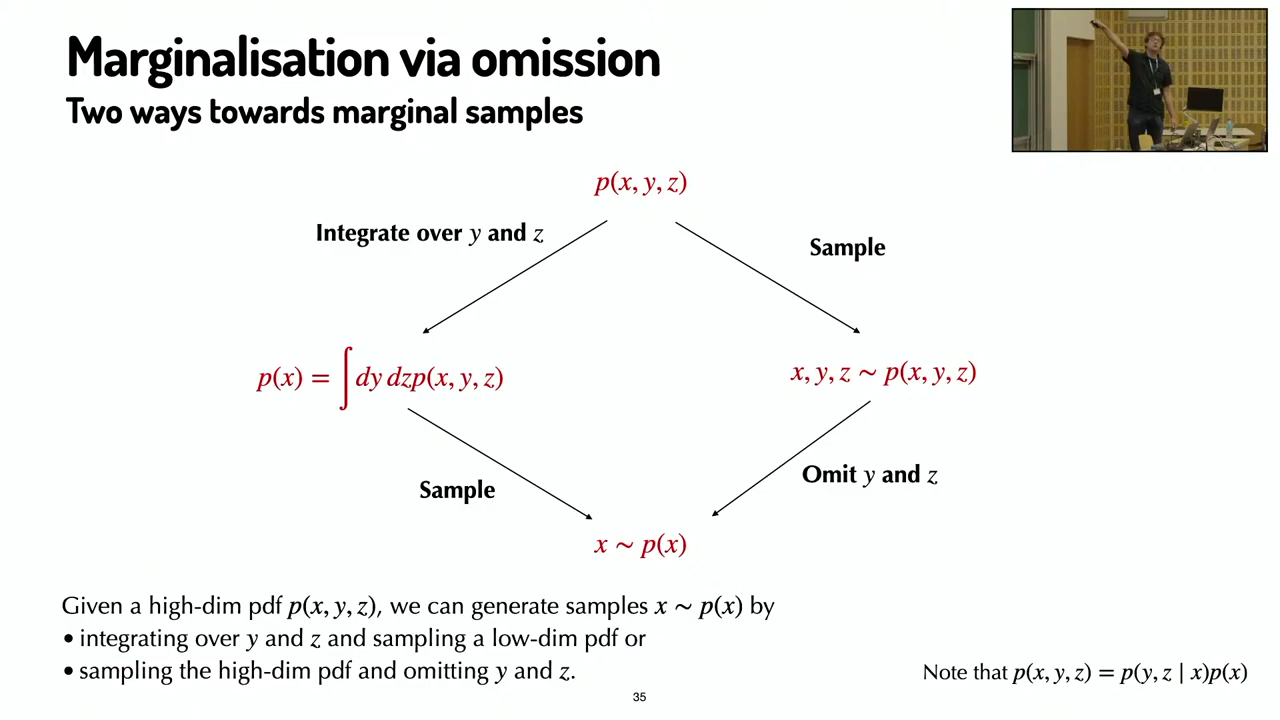 Marginalisation via omission
Two ways towards marginal samples
p(x, y, z)
Integrate over y and z
Sample
p(x) = ∫ dy dzp(x, y, z)
x, y, z ∼ p(x, y, z)
Sample
Omit y and z
x ∼ p(x)
Given a high-dim pdf p(x, y, z), we can generate samples x ∼ p(x) by
• integrating over y and z and sampling a low-dim pdf or
• sampling the high-dim pdf and omitting y and z.
Note that p(x, y, z) = p(y, z | x)p(x)
35